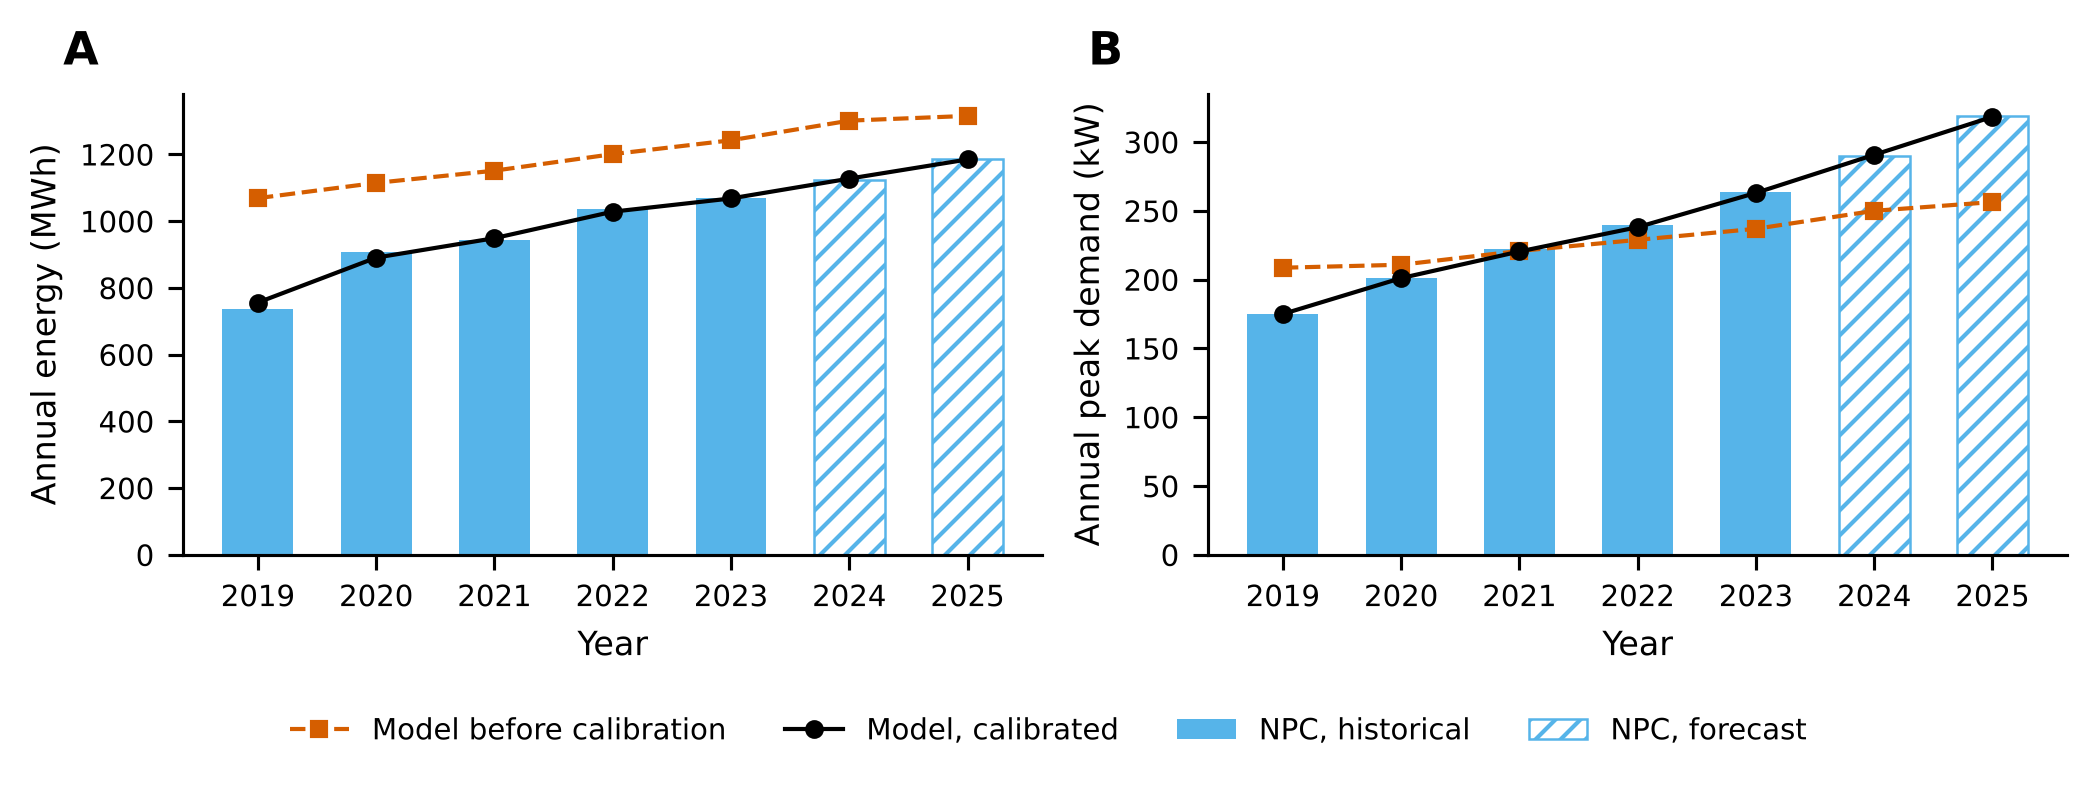 A
Annual energy (MWh)
1200
1000
800
600
400
200
0
2019 2020 2021 2022 2023 2024 2025
Year
B
Annual peak demand (kW)
300
250
200
150
100
50
0
2019 2020 2021 2022 2023 2024 2025
Year
Model before calibration Model, calibrated NPC, historical NPC, forecast